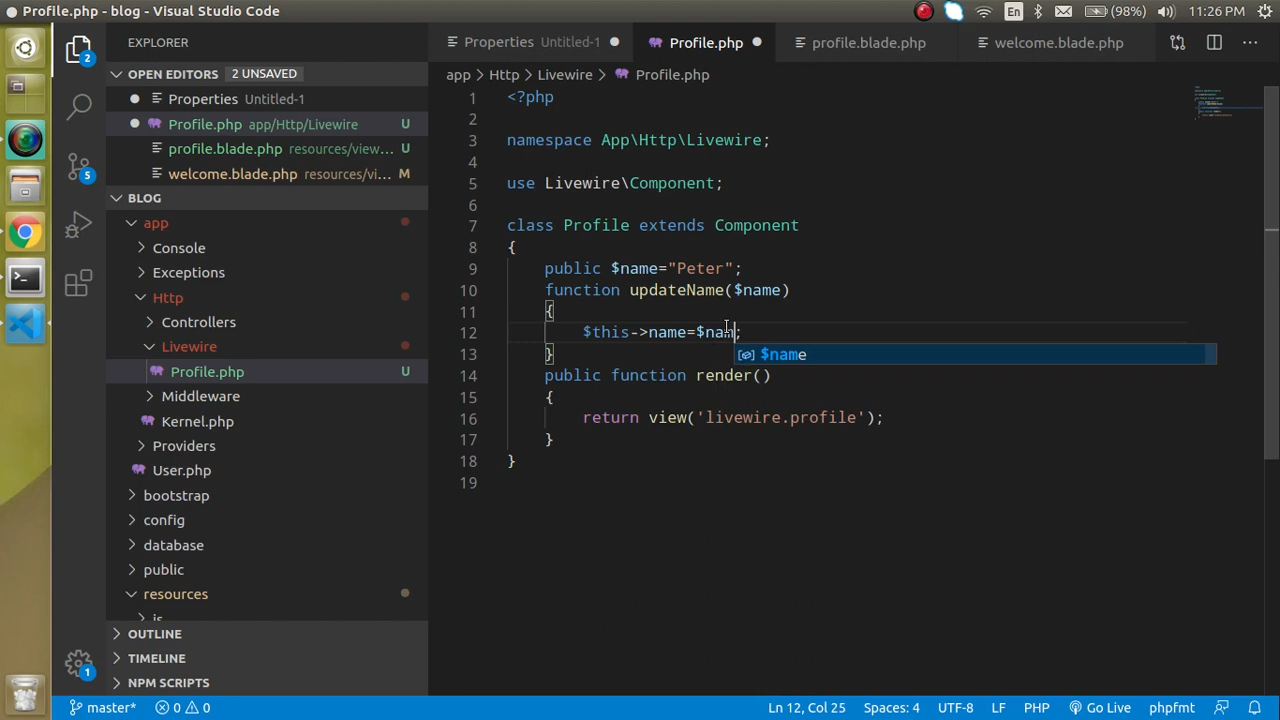 Profile.php - blog - Visual Studio Code
En
(98%)
11:26 PM
2
EXPLORER
Properties Untitled-1
Profile.php
profile.blade.php
welcome.blade.php
OPEN EDITORS 2 UNSAVED
Properties Untitled-1
Profile.php app/Http/Livewire U
profile.blade.php resources/view... U
welcome.blade.php resources/vi... M
BLOG
app
Console
Exceptions
Http
Controllers
Livewire
Profile.php U
Middleware
Kernel.php
Providers
User.php
bootstrap
config
database
public
resources
js
OUTLINE
TIMELINE
NPM SCRIPTS
5
1
app > Http > Livewire > Profile.php
1 <?php
2
3 namespace App\Http\Livewire;
4
5 use Livewire\Component;
6
7 class Profile extends Component
8 {
9 public $name="Peter";
10 function updateName($name)
11 {
12 $this->name=$nam;
$name
13 }
14 public function render()
15 {
16 return view('livewire.profile');
17 }
18 }
19
master* 0 0 Ln 12, Col 25 Spaces: 4 UTF-8 LF PHP Go Live phpfmt